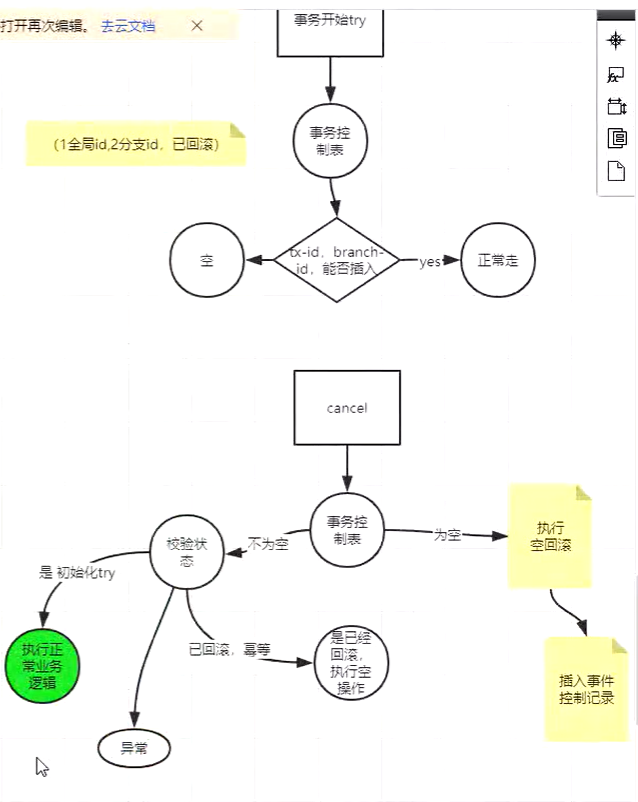 打开再次编辑。 去云文档
事务开始try
事务控
制表
(1全局id,2分支id，已回滚)
tx-id，branch-
id，能否插入
空
yes
正常走
cancel
事务控
制表
不为空
为空
校验状
态
执行
空回滚
是 初始化try
执行正
常业务
逻辑
已回滚，幂等
是已经
回滚，
执行空
操作
插入事件
控制记录
异常